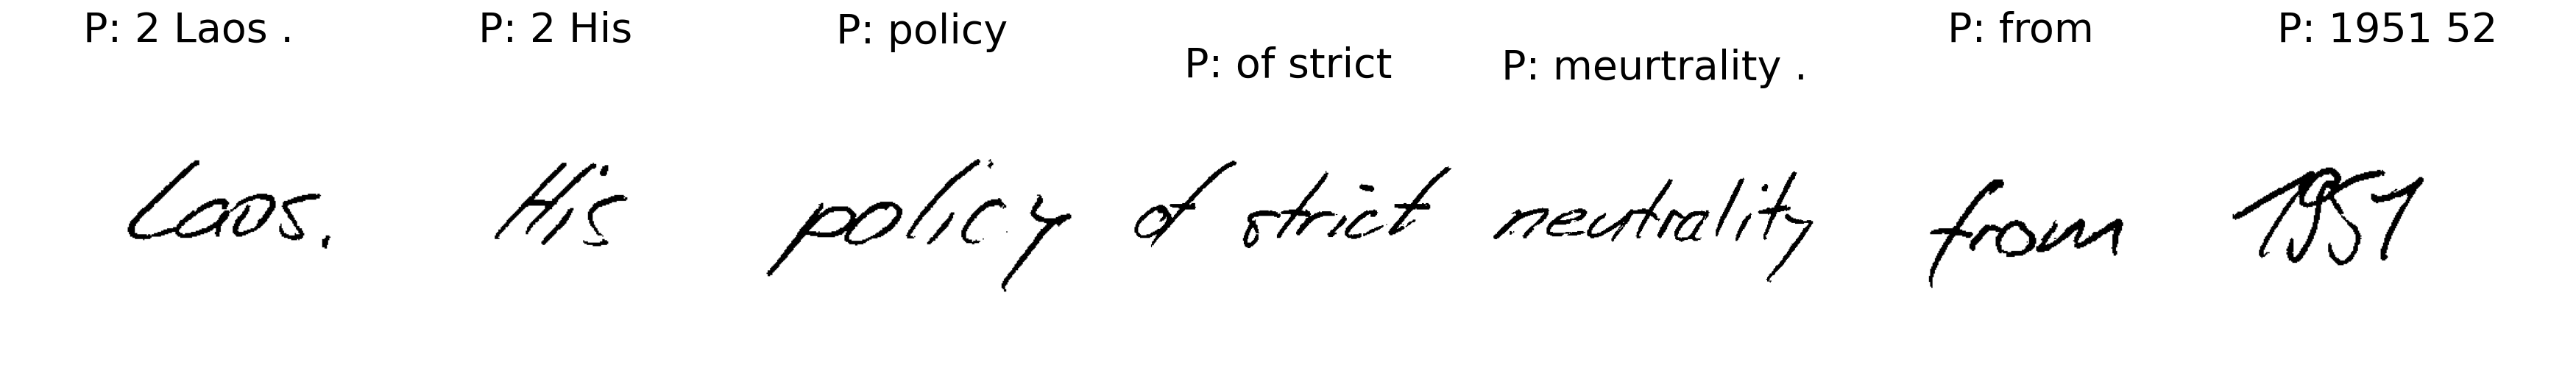 P: 2 Laos . P: 2 His P: policy P: of strict P: meurtrality . P: from P: 1951 52
Laos. His policy of strict neutrality from 1951